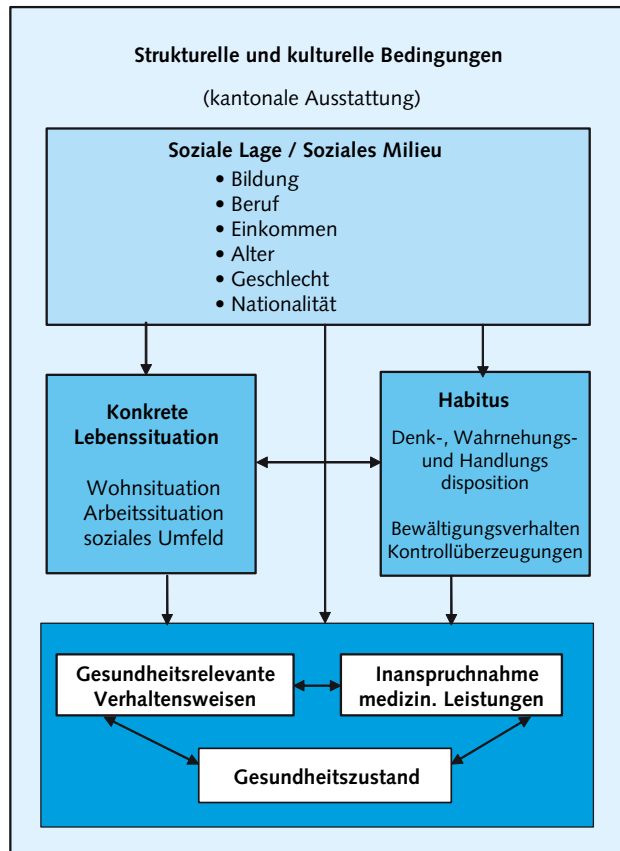 Strukturelle und kulturelle Bedingungen
(kantonale Ausstattung)
Soziale Lage / Soziales Milieu
• Bildung
• Beruf
• Einkommen
• Alter
• Geschlecht
• Nationalität
Konkrete
Lebenssituation
Wohnsituation
Arbeitssituation
soziales Umfeld
Habitus
Denk-, Wahrnehungs-
und Handlungs
disposition
Bewältigungsverhalten
Kontrollüberzeugungen
Gesundheitsrelevante
Verhaltensweisen
Inanspruchnahme
medizin. Leistungen
Gesundheitszustand